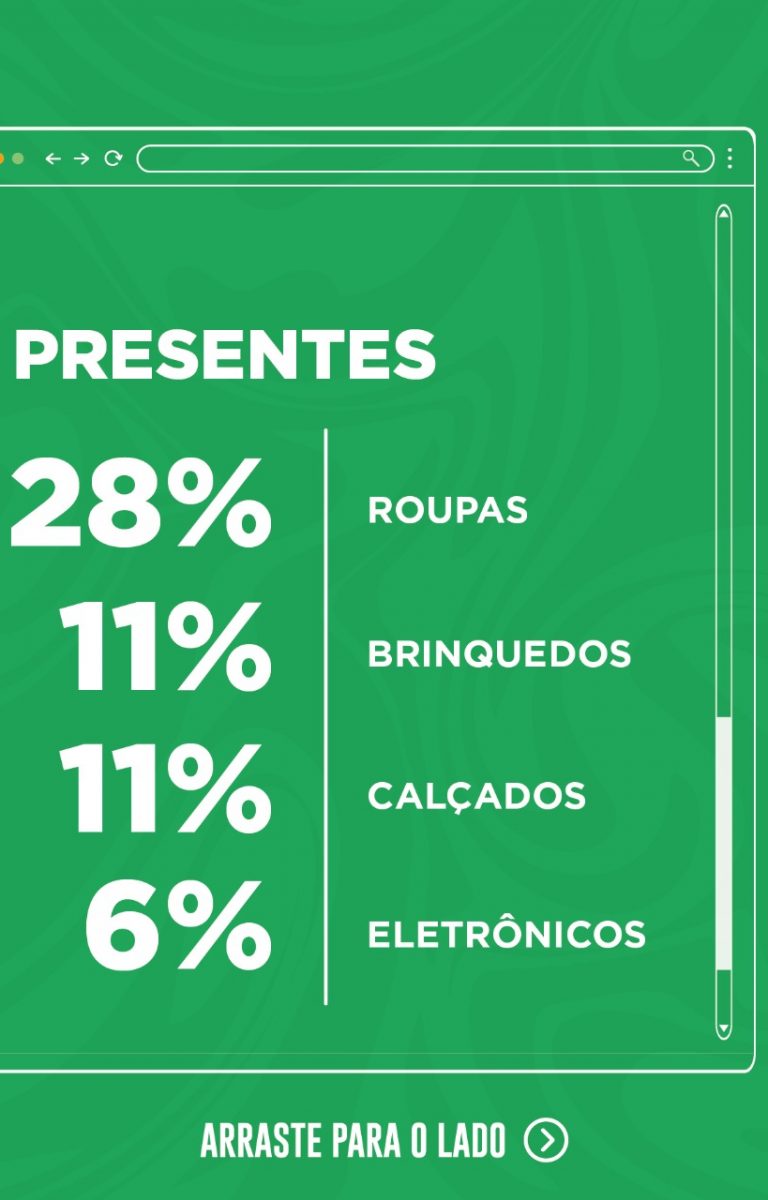 PRESENTES
28% ROUPAS
11% BRINQUEDOS
11% CALÇADOS
6% ELETRÔNICOS
ARRASTE PARA O LADO